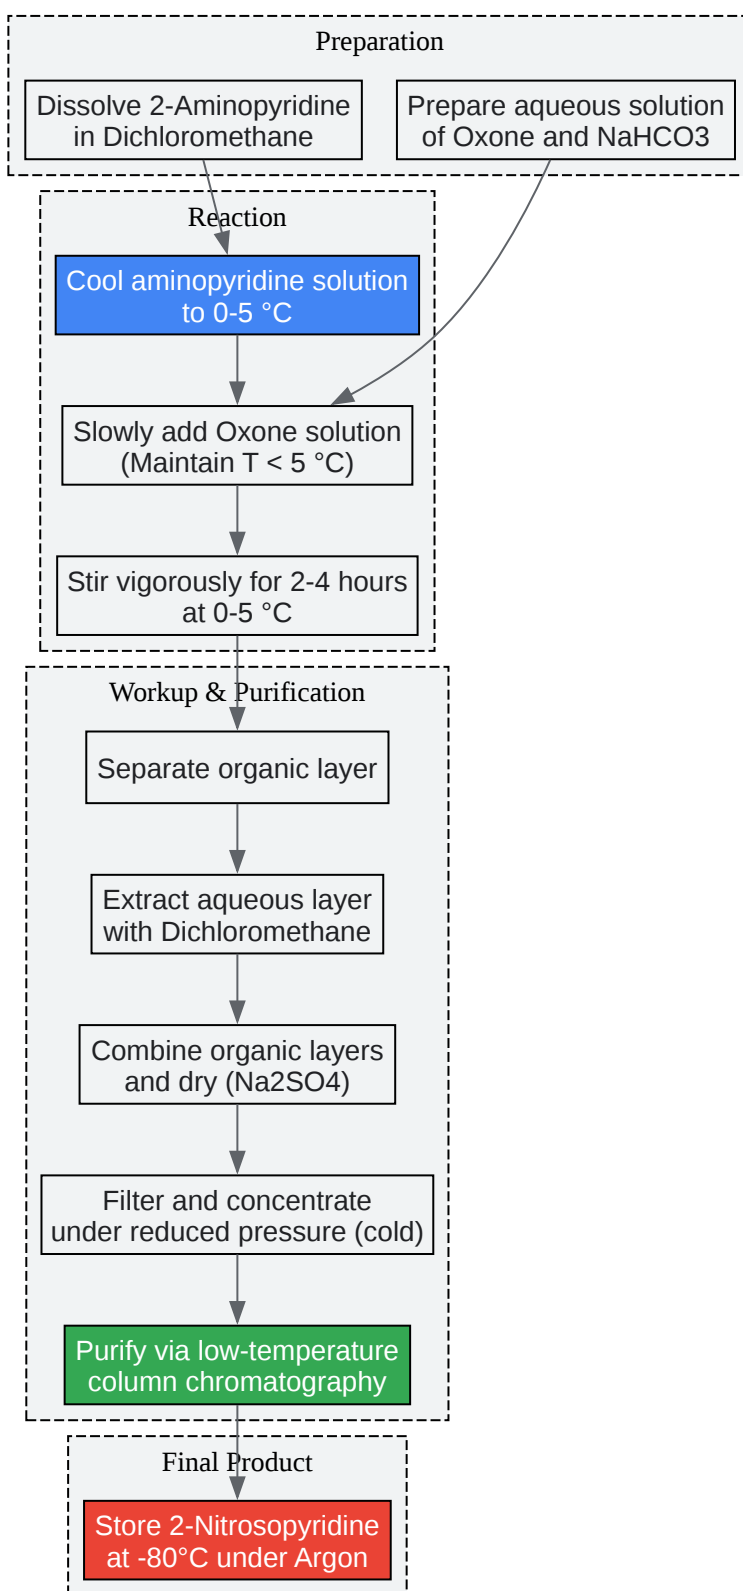 Preparation
Dissolve 2-Aminopyridine
in Dichloromethane
Prepare aqueous solution
of Oxone and NaHCO3
Reaction
Cool aminopyridine solution
to 0-5 °C
Slowly add Oxone solution
(Maintain T < 5 °C)
Stir vigorously for 2-4 hours
at 0-5 °C
Workup & Purification
Separate organic layer
Extract aqueous layer
with Dichloromethane
Combine organic layers
and dry (Na2SO4)
Filter and concentrate
under reduced pressure (cold)
Purify via low-temperature
column chromatography
Final Product
Store 2-Nitrosopyridine
at -80°C under Argon